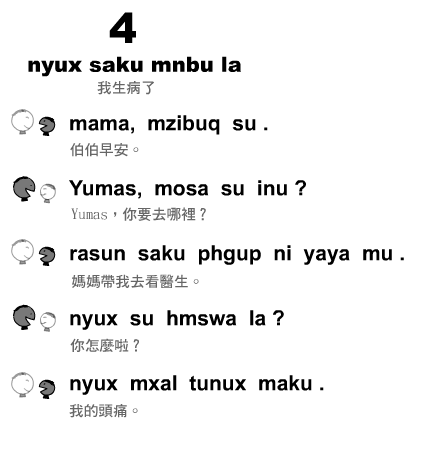 4
nyux saku mnbu la
我生病了
mama, mzibuq su .
伯伯早安。
Yumas, mosa su inu ?
Yumas，你要去哪裡？
rasun saku phgup ni yaya mu .
媽媽帶我去看醫生。
nyux su hmswa la ?
你怎麼啦？
nyux mxal tunux maku .
我的頭痛。